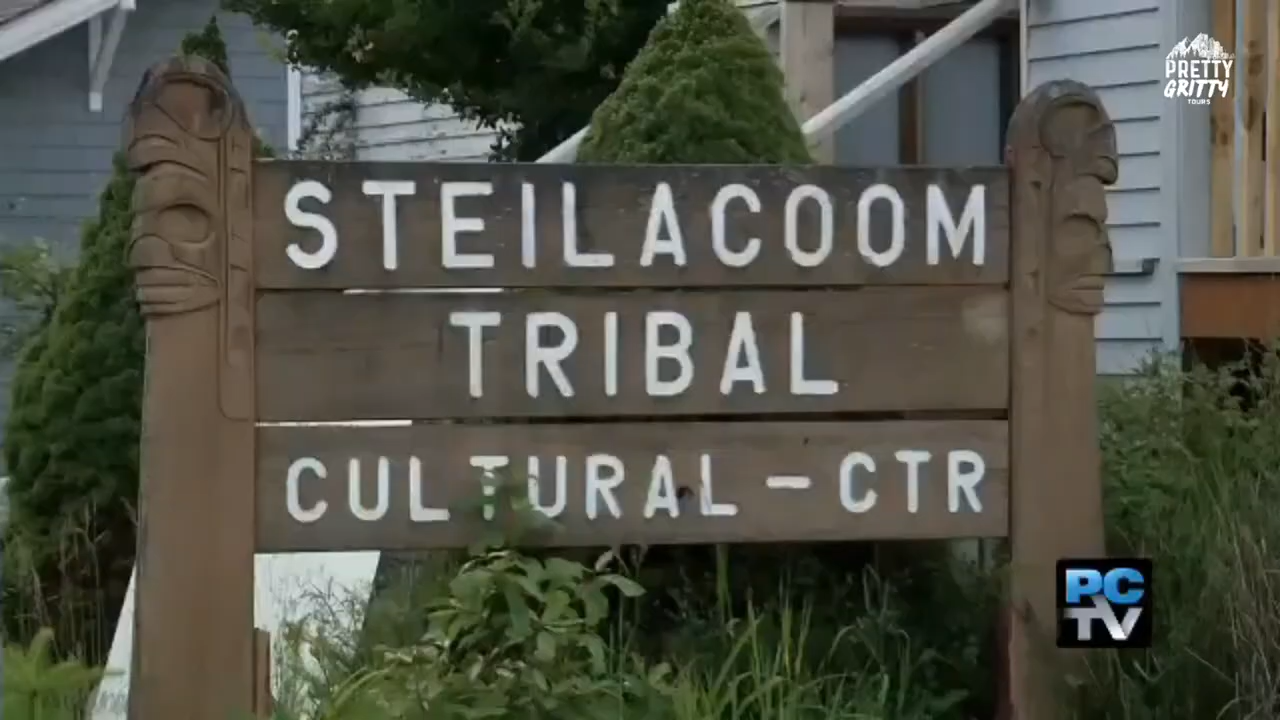 PRETTY
GRITTY
TOURS
STEILACOOM
TRIBAL
CULTURAL - CTR
PC
TV